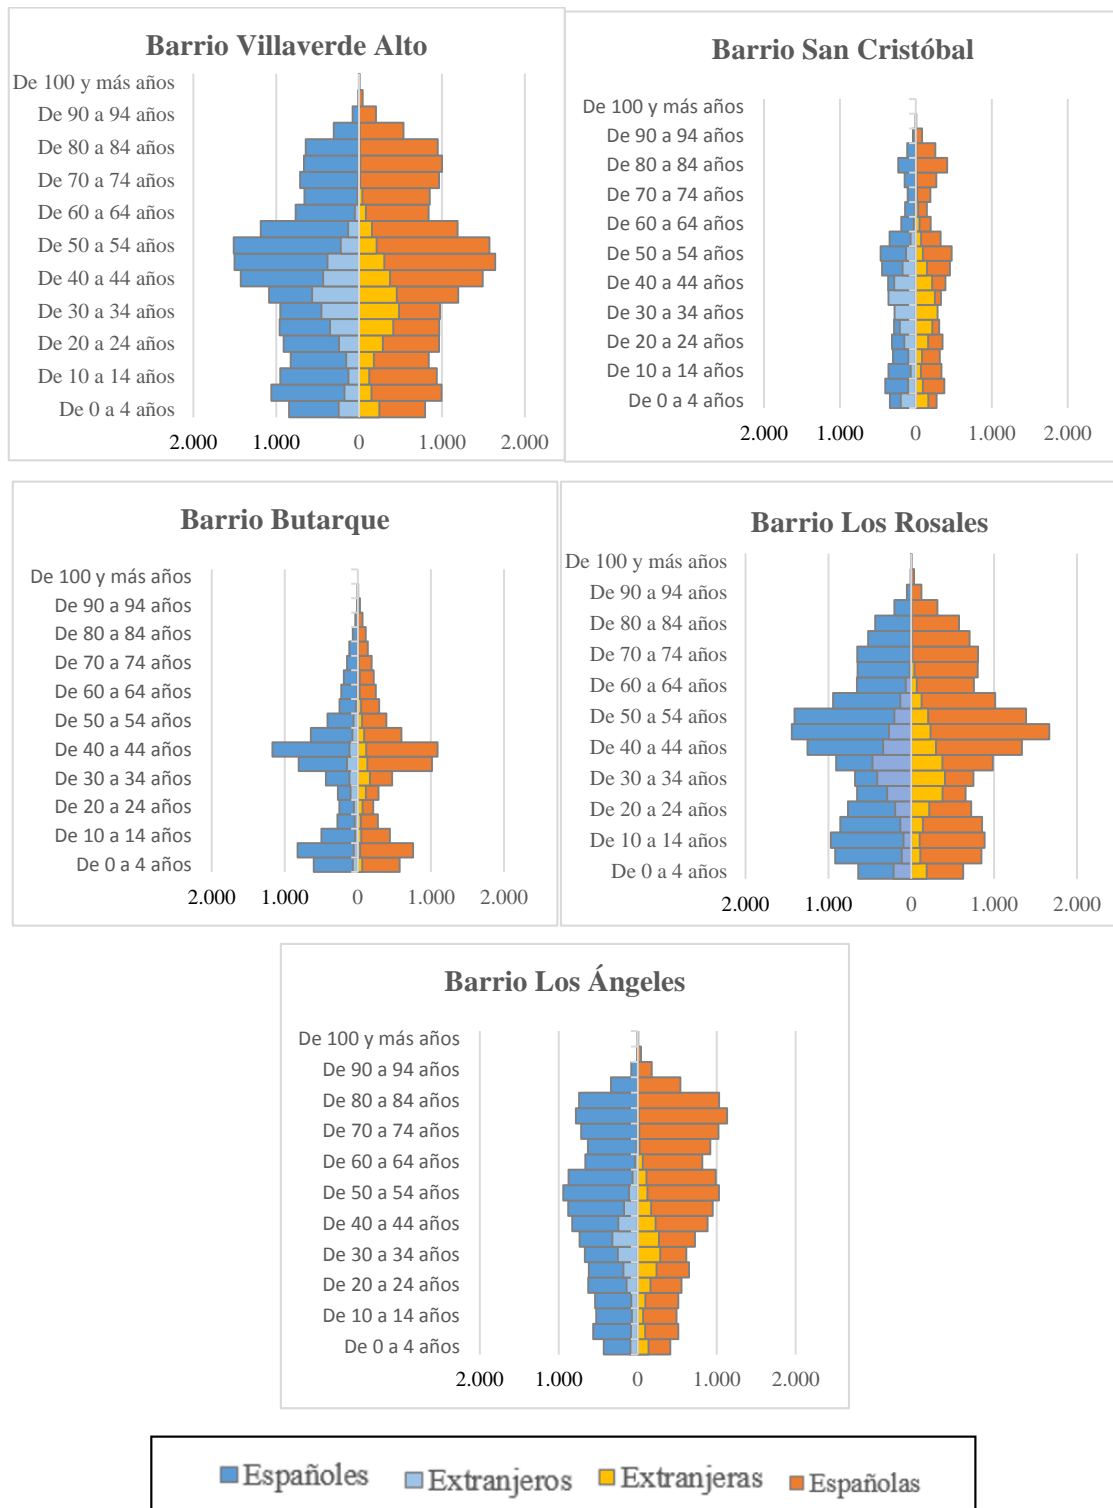 Barrio Villaverde Alto
De 100 y más años
De 90 a 94 años
De 80 a 84 años
De 70 a 74 años
De 60 a 64 años
De 50 a 54 años
De 40 a 44 años
De 30 a 34 años
De 20 a 24 años
De 10 a 14 años
De 0 a 4 años
2.000 1.000 0 1.000 2.000
Barrio San Cristóbal
De 100 y más años
De 90 a 94 años
De 80 a 84 años
De 70 a 74 años
De 60 a 64 años
De 50 a 54 años
De 40 a 44 años
De 30 a 34 años
De 20 a 24 años
De 10 a 14 años
De 0 a 4 años
2.000 1.000 0 1.000 2.000
Barrio Butarque
De 100 y más años
De 90 a 94 años
De 80 a 84 años
De 70 a 74 años
De 60 a 64 años
De 50 a 54 años
De 40 a 44 años
De 30 a 34 años
De 20 a 24 años
De 10 a 14 años
De 0 a 4 años
2.000 1.000 0 1.000 2.000
Barrio Los Rosales
De 100 y más años
De 90 a 94 años
De 80 a 84 años
De 70 a 74 años
De 60 a 64 años
De 50 a 54 años
De 40 a 44 años
De 30 a 34 años
De 20 a 24 años
De 10 a 14 años
De 0 a 4 años
2.000 1.000 0 1.000 2.000
Barrio Los Ángeles
De 100 y más años
De 90 a 94 años
De 80 a 84 años
De 70 a 74 años
De 60 a 64 años
De 50 a 54 años
De 40 a 44 años
De 30 a 34 años
De 20 a 24 años
De 10 a 14 años
De 0 a 4 años
2.000 1.000 0 1.000 2.000
Españoles Extranjeros Extranjeras Españolas